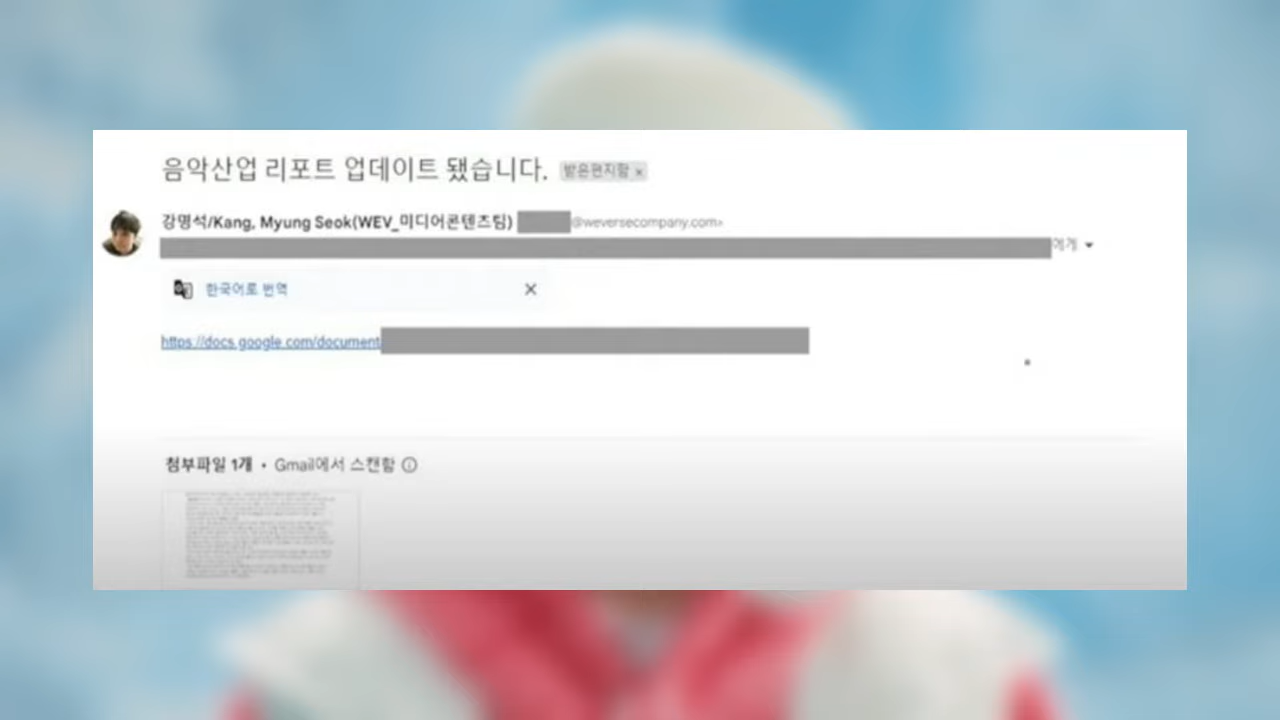 음악산업 리포트 업데이트 됐습니다. 받은편지함 ×
강명석/Kang, Myung Seok(WEV_미디어콘텐츠팀) @weversecompany.com>
에게
한국어로 번역
https://docs.google.com/document
첨부파일 1개 • Gmail에서 스캔함